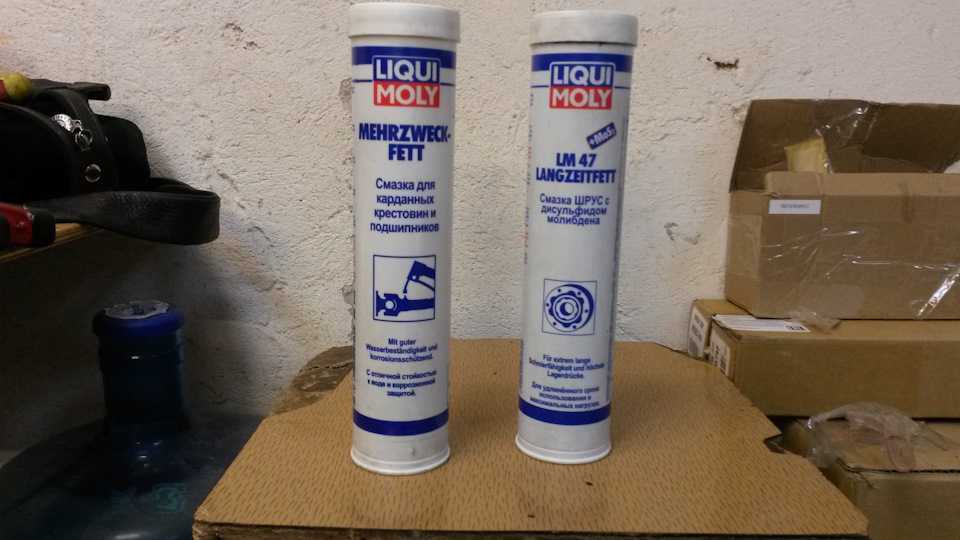 LIQUI
MOLY
MEHRZWECK-
FETT
Смазка для
карданных
крестовин и
подшипников
Mit guter
Wasserbeständigkeit und
korrosionsschützend.
С отличной стойкостью
к воде и коррозионной
защитой.
LIQUI
MOLY
+MoS2
LM 47
LANGZEITFETT
Смазка ШРУС с
дисульфидом
молибдена
Für extrem lange
Schmierfähigkeit und höchste
Lagerdrücke.
Для удлинённого срока
использования и
максимальных нагрузок.